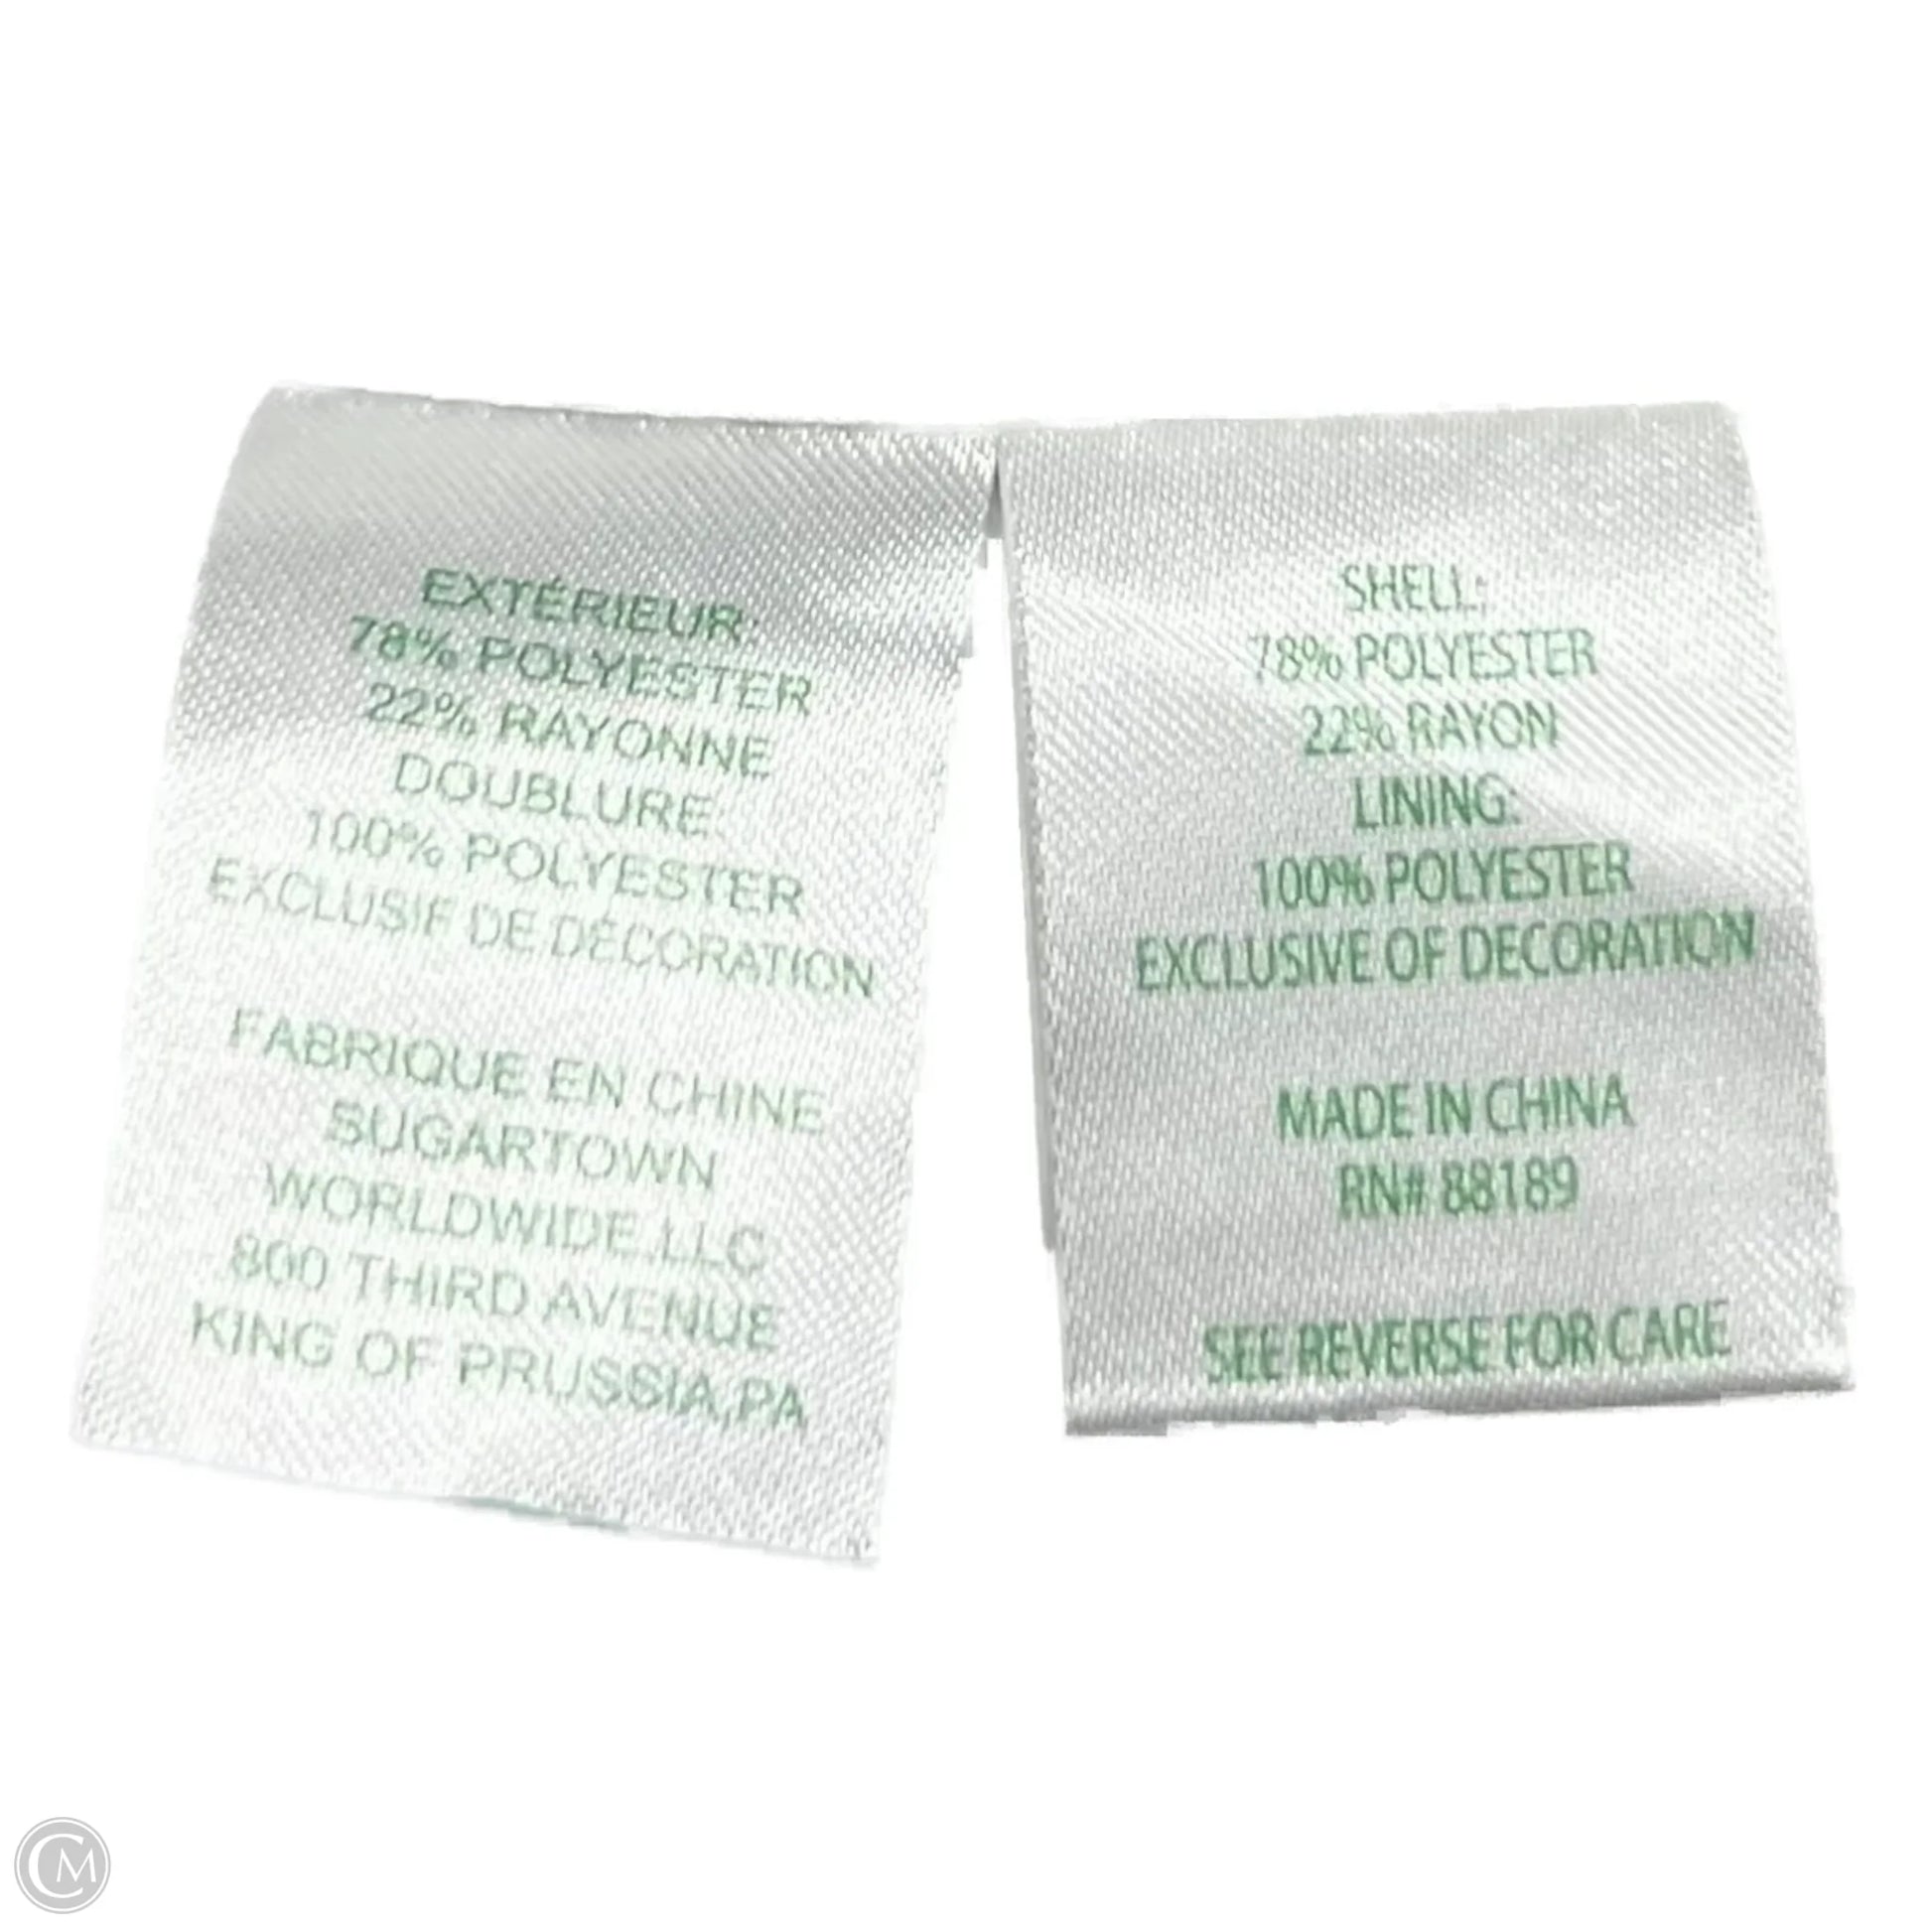 EXTÉRIEUR:
78% POLYESTER
22% RAYONNE
DOUBLURE:
100% POLYESTER
EXCLUSIF DE DÉCORATION
FABRIQUE EN CHINE
SUGARTOWN
WORLDWIDE,LLC
800 THIRD AVENUE
KING OF PRUSSIA,PA
SHELL:
78% POLYESTER
22% RAYON
LINING:
100% POLYESTER
EXCLUSIVE OF DECORATION
MADE IN CHINA
RN# 88189
SEE REVERSE FOR CARE
CM